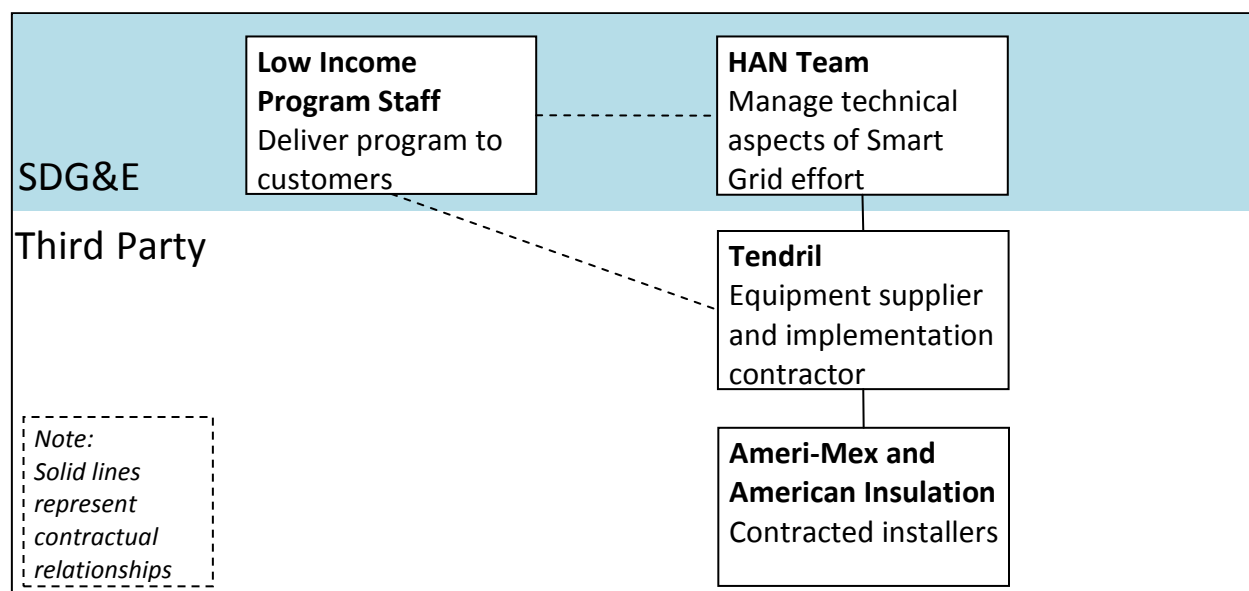 Low Income
Program Staff
Deliver program to
customers
HAN Team
Manage technical
aspects of Smart
Grid effort
SDG&E
Third Party
Tendril
Equipment supplier
and implementation
contractor
Note:
Solid lines
represent
contractual
relationships
Ameri-Mex and
American Insulation
Contracted installers